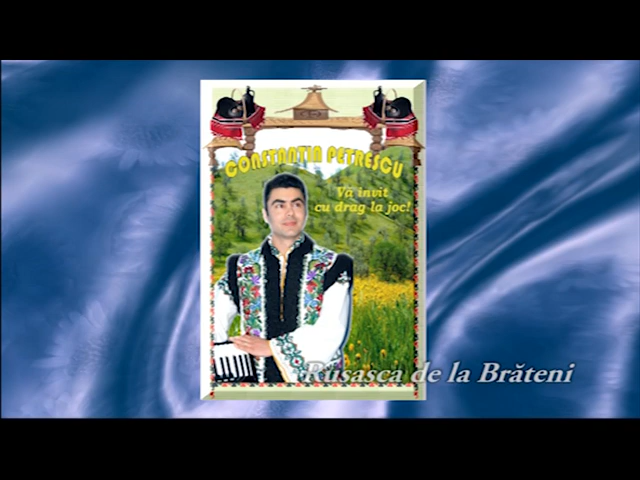 CONSTANTIN PETRESCU
Vă invit
cu drag la joc!
Rusasca de la Brăteni